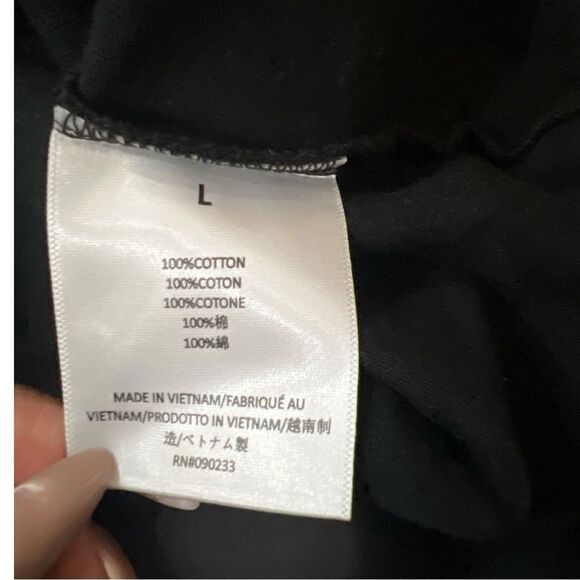 L
100%COTTON
100%COTON
100%COTONE
100%棉
100%綿
MADE IN VIETNAM/FABRIQUÉ AU
VIETNAM/PRODOTTO IN VIETNAM/越南制
造/ベトナム製
RN#090233